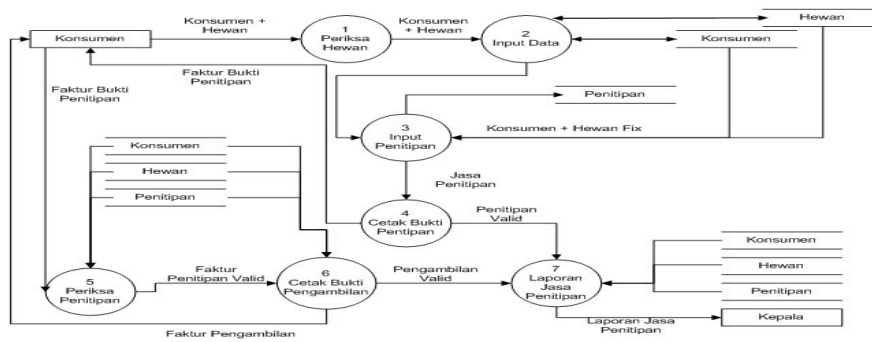 Konsumen +
Hewan
Konsumen
+ Hewan
Konsumen
1
Periksa
Hewan
2
Input Data
Hewan
Konsumen
Faktur Bukti
Penitipan
Faktur Bukti
Penitipan
Penitipan
3
Input
Penitipan
Konsumen + Hewan Fix
Konsumen
Hewan
Penitipan
Jasa
Penitipan
4
Cetak Bukti
Pentipan
Penitipan
Valid
5
Periksa
Penitipan
Faktur
Penitipan Valid
6
Cetak Bukti
Pengambilan
Pengambilan
Valid
7
Laporan
Jasa
Penitipan
Konsumen
Hewan
Penitipan
Kepala
Laporan Jasa
Penitipan
Faktur Pengambilan